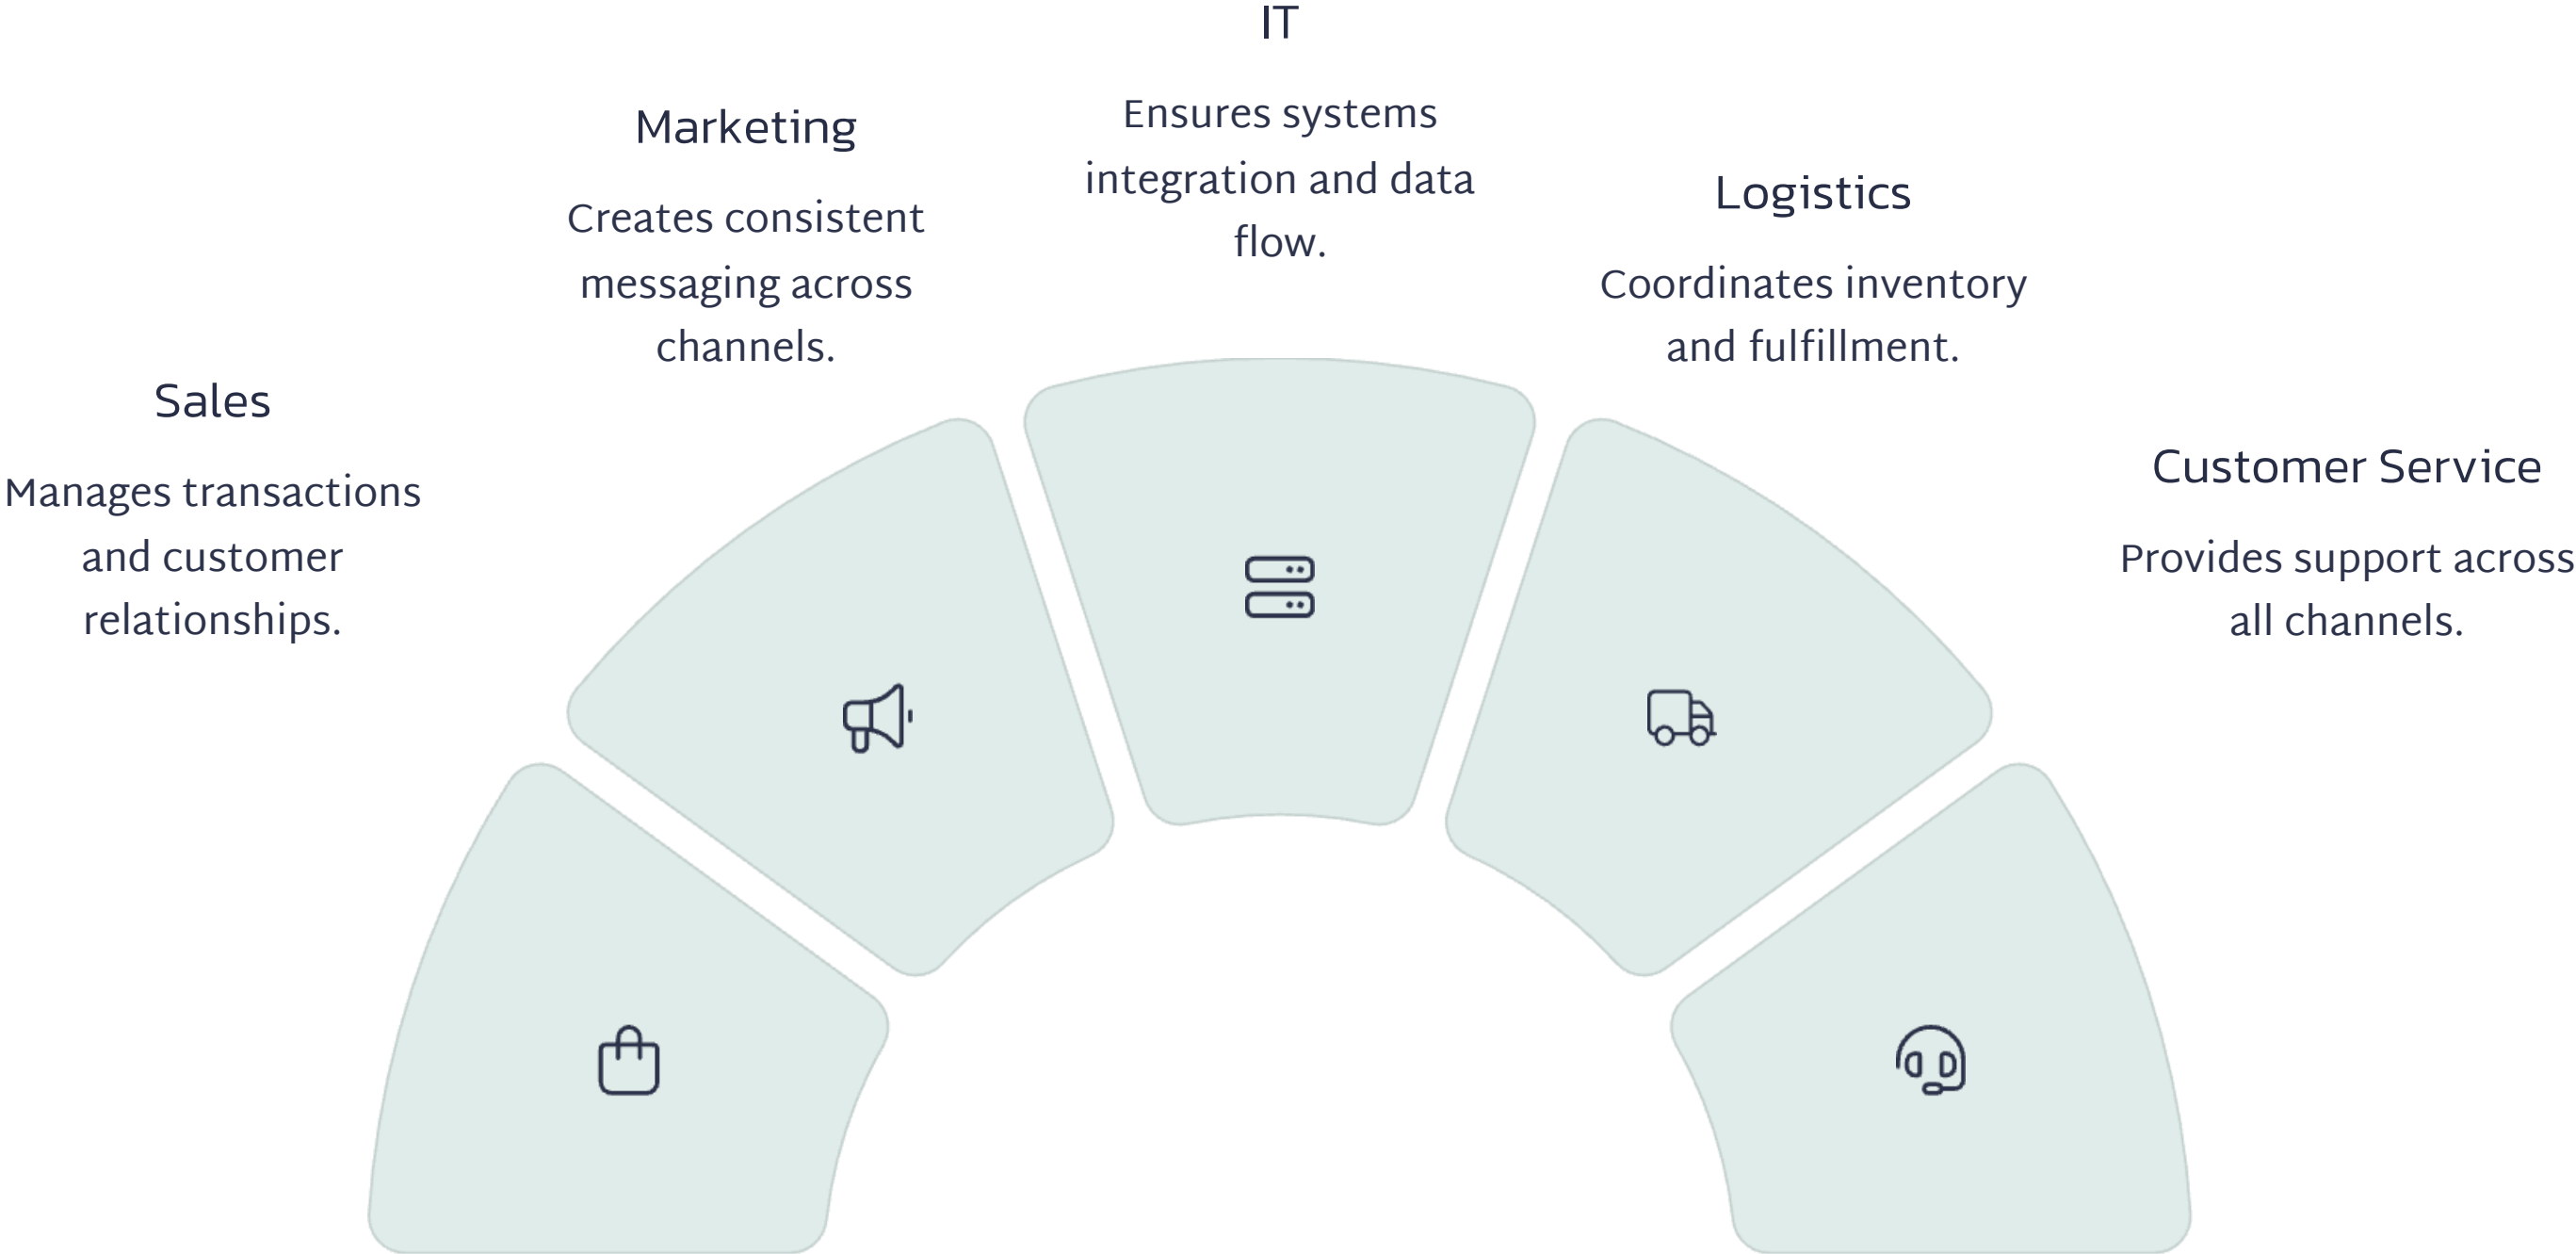 Sales
Manages transactions
and customer
relationships.
Marketing
Creates consistent
messaging across
channels.
IT
Ensures systems
integration and data
flow.
Logistics
Coordinates inventory
and fulfillment.
Customer Service
Provides support across
all channels.